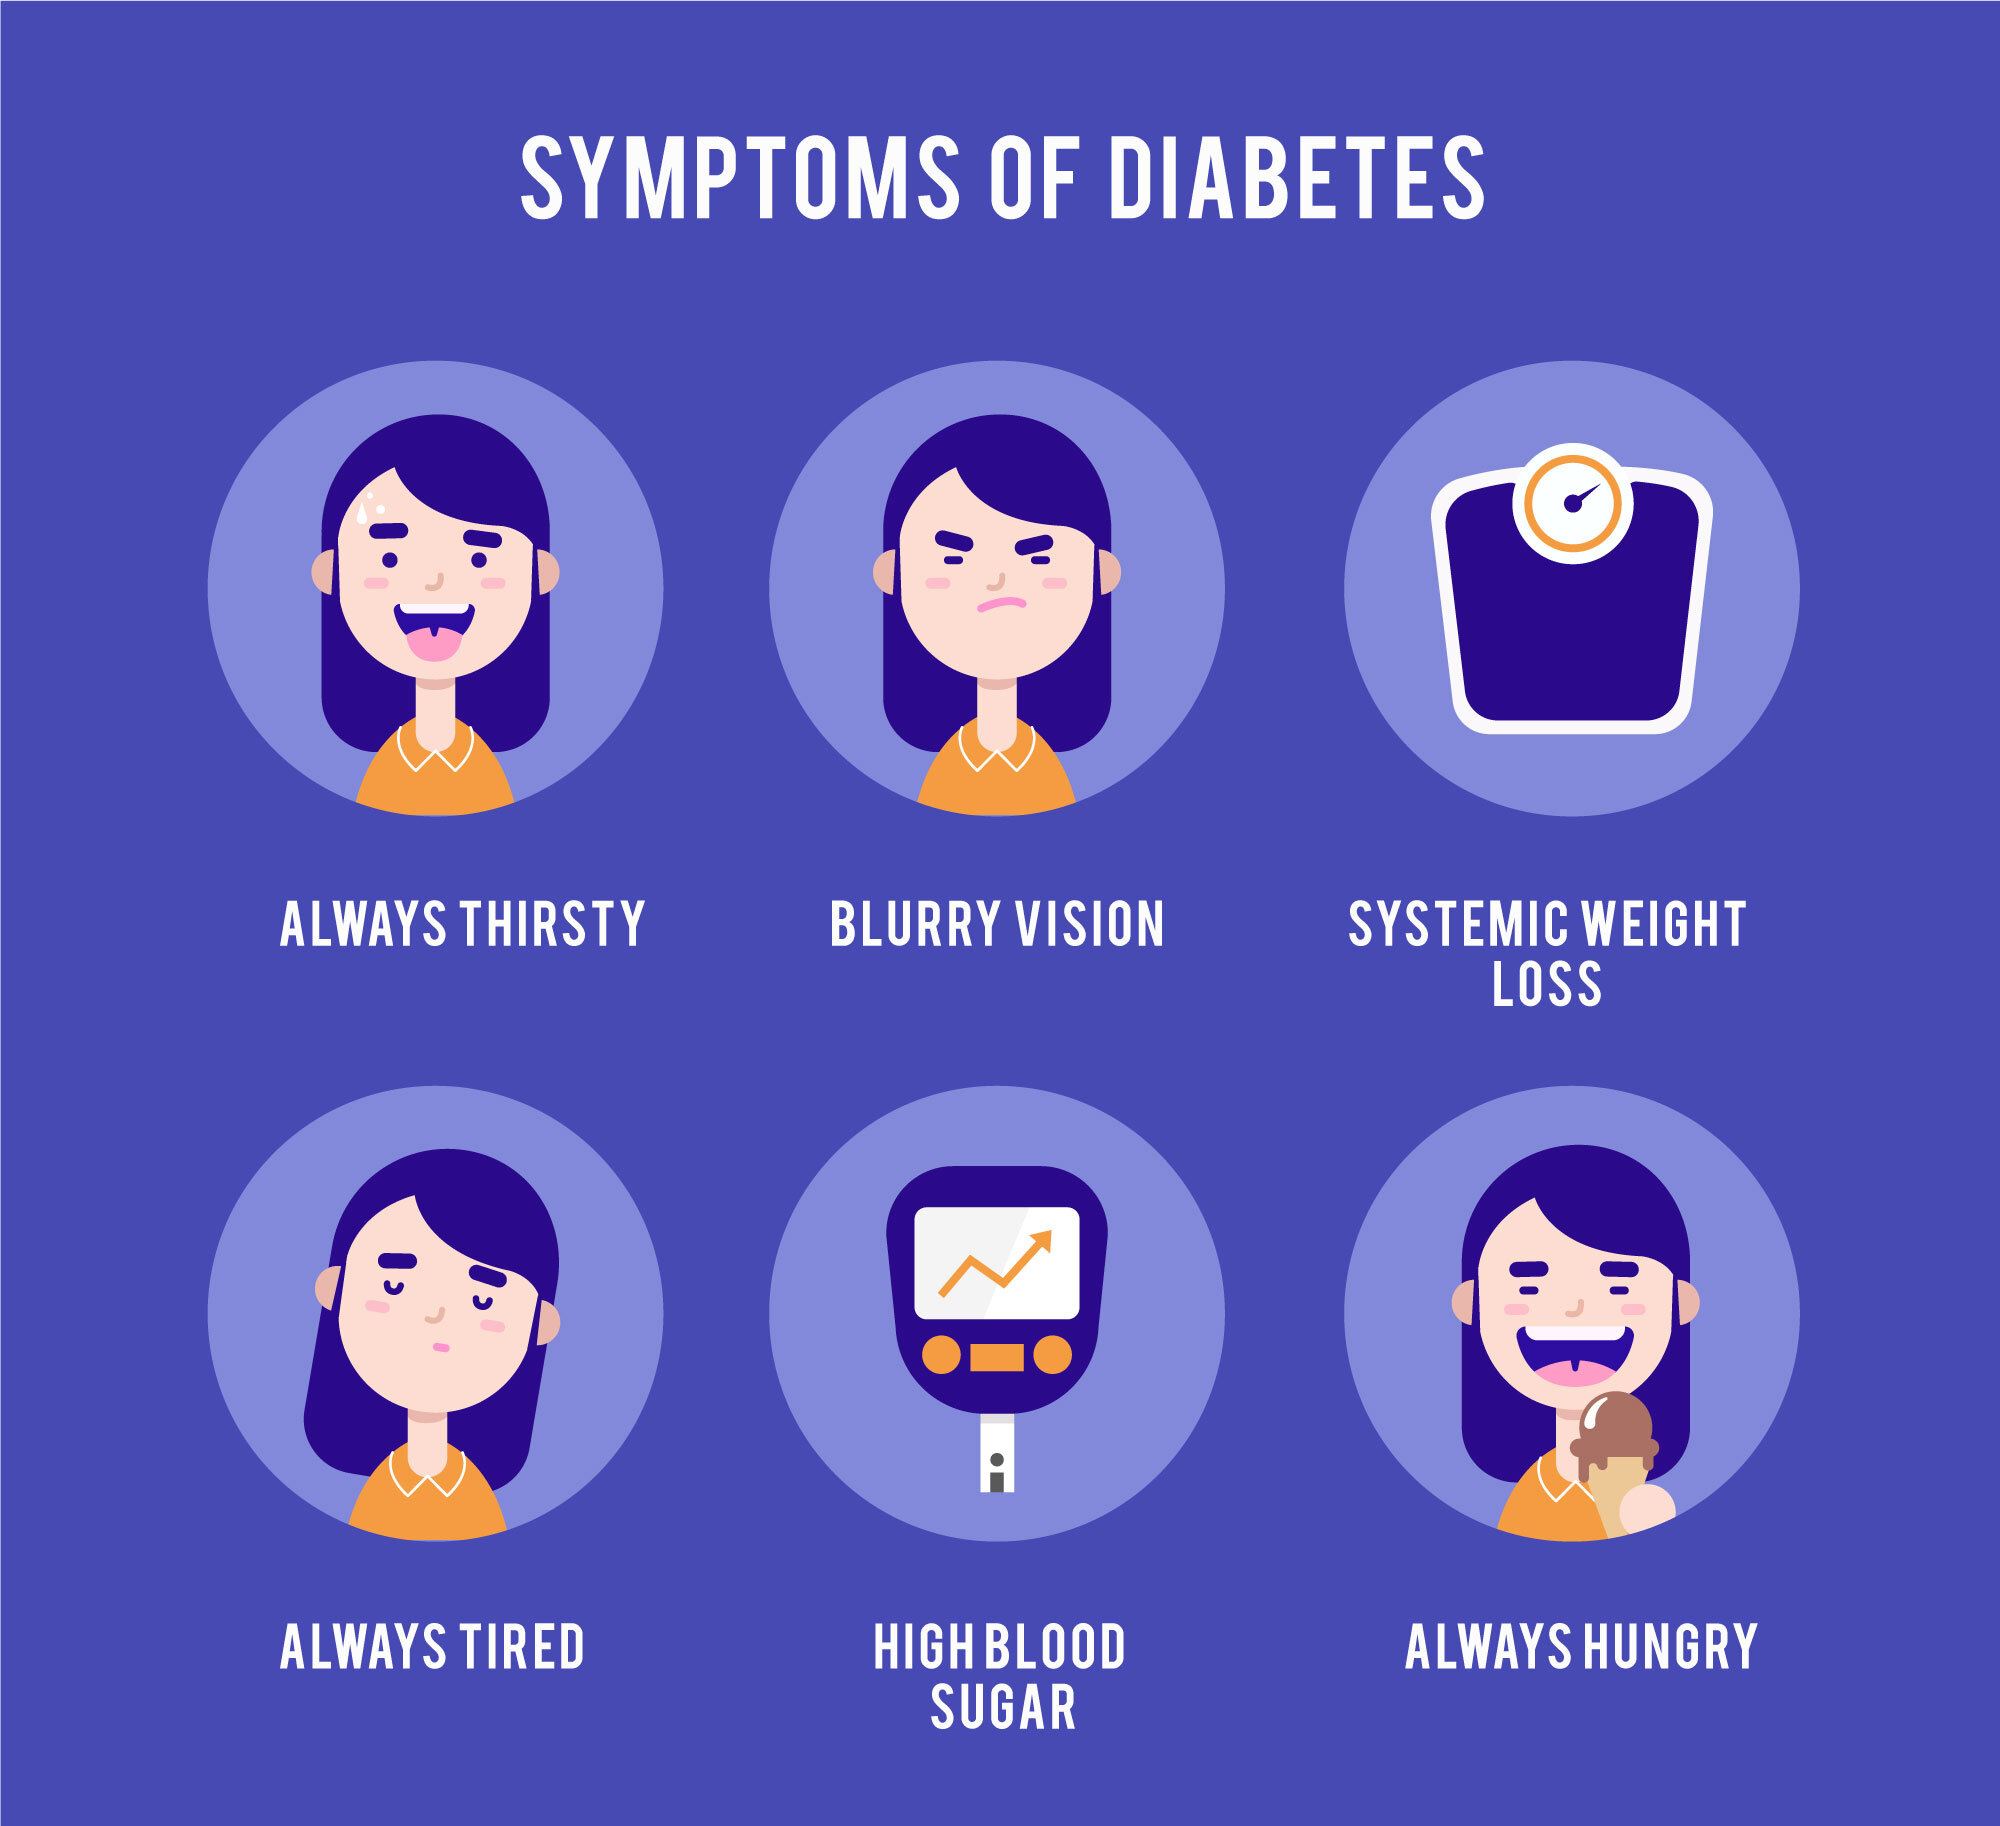 SYMPTOMS OF DIABETES
ALWAYS THIRSTY
BLURRY VISION
SYSTEMIC WEIGHT
LOSS
ALWAYS TIRED
HIGH BLOOD
SUGAR
ALWAYS HUNGRY